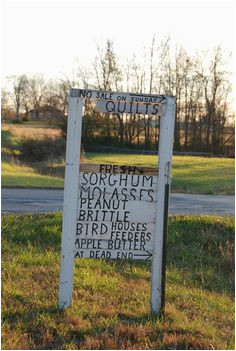 NO SALE ON SUNDAY
QUILTS
FRESH
SORGHUM
MOLASSES
PEANUT
BRITTLE
BIRD HOUSES
FEEDERS
APPLE BUTTER
AT DEAD END